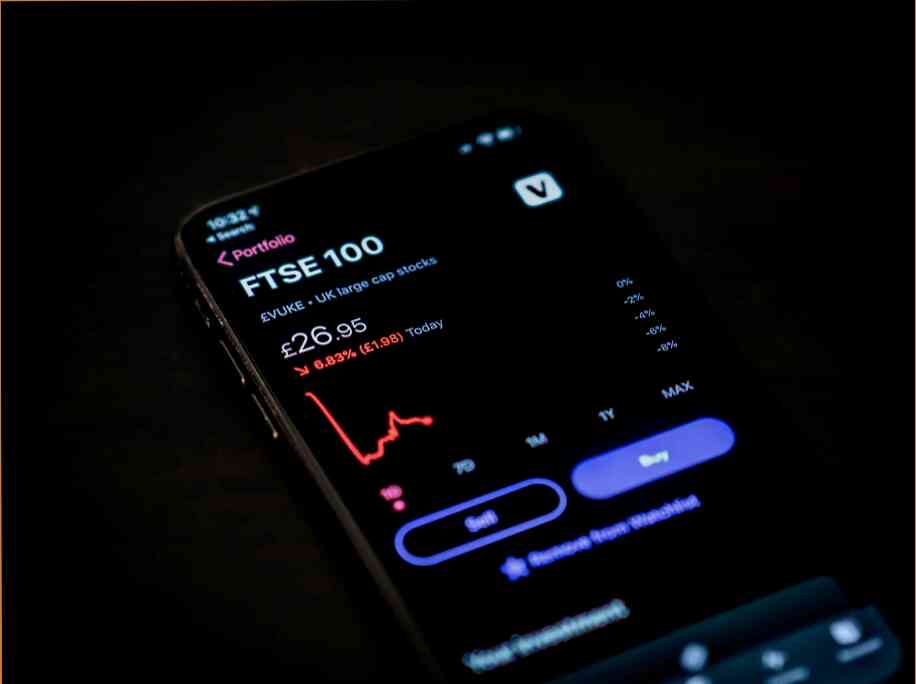 10:32
◀ Search
V
< Portfolio
FTSE 100
£VUKE • UK large cap stocks
£26.95
↘ 6.83% (£1.98) Today
0%
-2%
-4%
-6%
-8%
1D 7D 1M 1Y MAX
Sell Buy
Remove from Watchlist
Your Investment